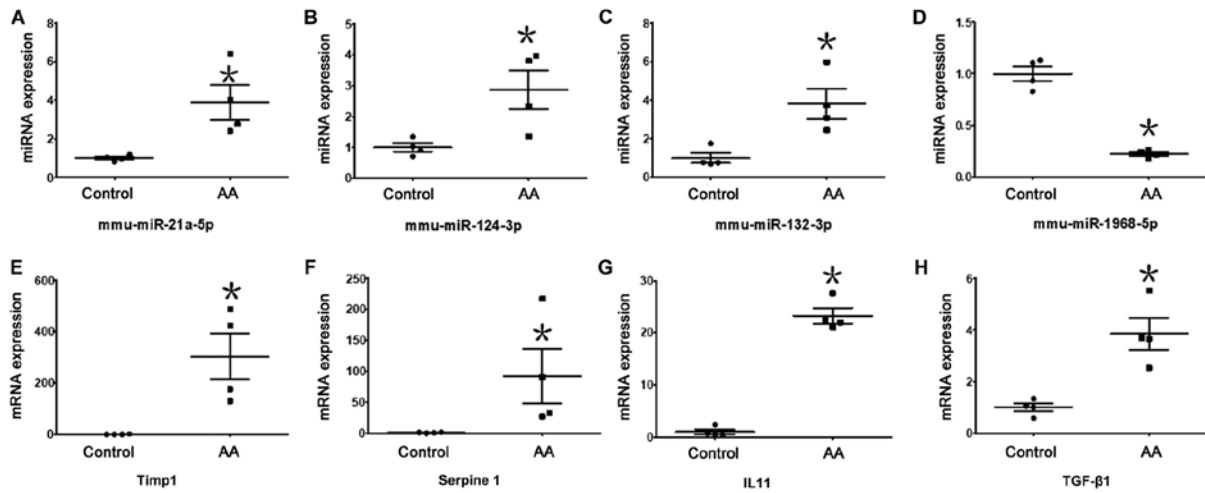 A
miRNA expression
8
6
4
2
0
*
Control AA
mmu-miR-21a-5p
B
miRNA expression
5
4
3
2
1
0
*
Control AA
mmu-miR-124-3p
C
miRNA expression
8
6
4
2
0
*
Control AA
mmu-miR-132-3p
D
miRNA expression
1.5
1.0
0.5
0.0
*
Control AA
mmu-miR-1968-5p
E
mRNA expression
600
400
200
0
*
Control AA
Timp1
F
mRNA expression
250
200
150
100
50
0
*
Control AA
Serpine 1
G
mRNA expression
30
20
10
0
*
Control AA
IL11
H
mRNA expression
6
4
2
0
*
Control AA
TGF-β1